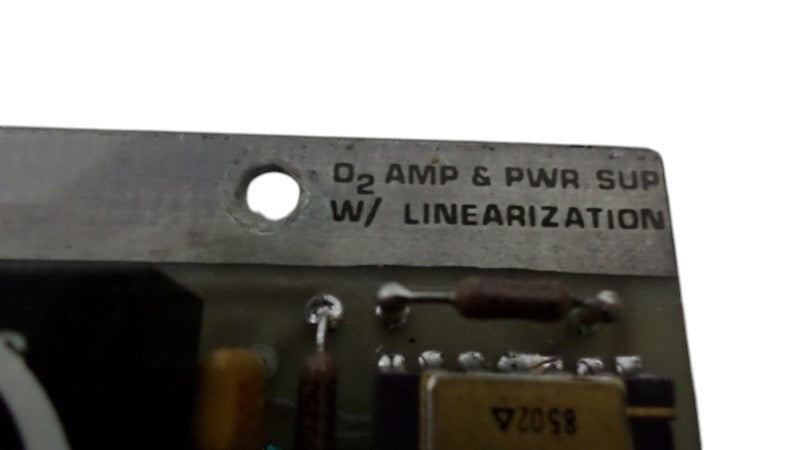 O2 AMP & PWR SUP
W/ LINEARIZATION
8502△